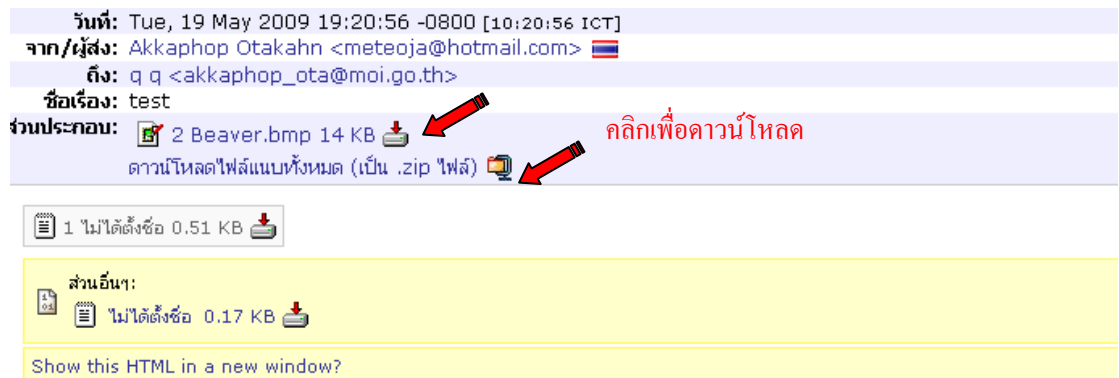 วันที่: Tue, 19 May 2009 19:20:56 -0800 [10:20:56 ICT]
จาก/ผู้ส่ง: Akkaphop Otakahn <meteoja@hotmail.com>
ถึง: q q <akkaphop_ota@moi.go.th>
ชื่อเรื่อง: test
ส่วนประกอบ: 2 Beaver.bmp 14 KB
คลิกเพื่อดาวน์โหลด
ดาวน์โหลดไฟล์แนบทั้งหมด (เป็น .zip ไฟล์)
1 ไม่ได้ตั้งชื่อ 0.51 KB
ส่วนอื่นๆ:
ไม่ได้ตั้งชื่อ 0.17 KB
Show this HTML in a new window?